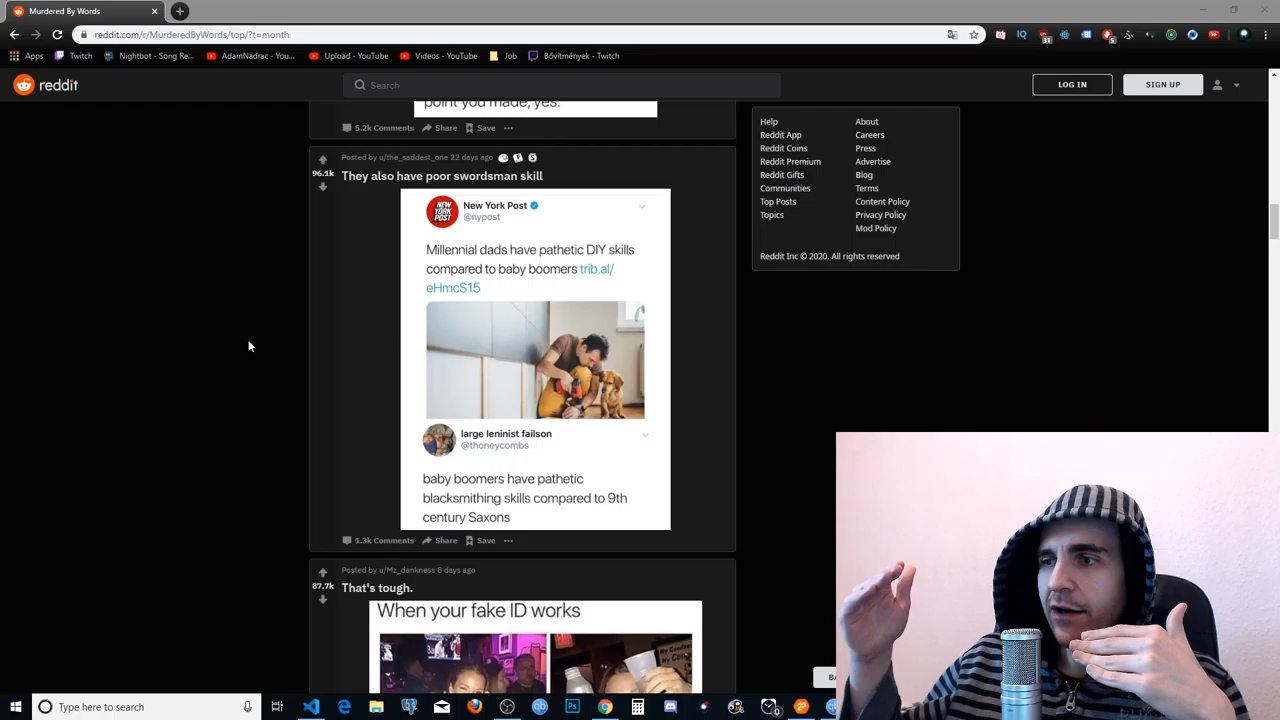 Murdered By Words
reddit.com/r/MurderedByWords/top/?t=month
Apps Twitch Nightbot - Song Re... AdamNadrac - You... Upload - YouTube Videos - YouTube Job Bővítmények - Twitch
reddit Search LOG IN SIGN UP
point you made, yes.
5.2k Comments Share Save
Posted by u/the_saddest_one 22 days ago
96.1k
They also have poor swordsman skill
NEW YORK POST
New York Post
@nypost
Millennial dads have pathetic DIY skills
compared to baby boomers trib.al/
eHmcS15
large leninist failson
@thoneycombs
baby boomers have pathetic
blacksmithing skills compared to 9th
century Saxons
1.3k Comments Share Save
Posted by u/Mz_dankness 8 days ago
87.7k
That's tough.
When your fake ID works
Help About
Reddit App Careers
Reddit Coins Press
Reddit Premium Advertise
Reddit Gifts Blog
Communities Terms
Top Posts Content Policy
Topics Privacy Policy
Mod Policy
Reddit Inc © 2020. All rights reserved
Type here to search